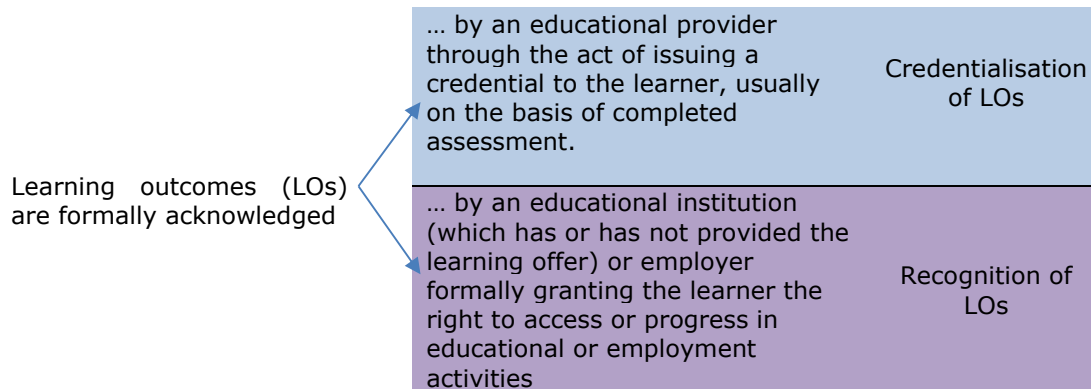 Learning outcomes (LOs)
are formally acknowledged
… by an educational provider
through the act of issuing a
credential to the learner, usually
on the basis of completed
assessment.
Credentialisation
of LOs
… by an educational institution
(which has or has not provided the
learning offer) or employer
formally granting the learner the
right to access or progress in
educational or employment
activities
Recognition of
LOs